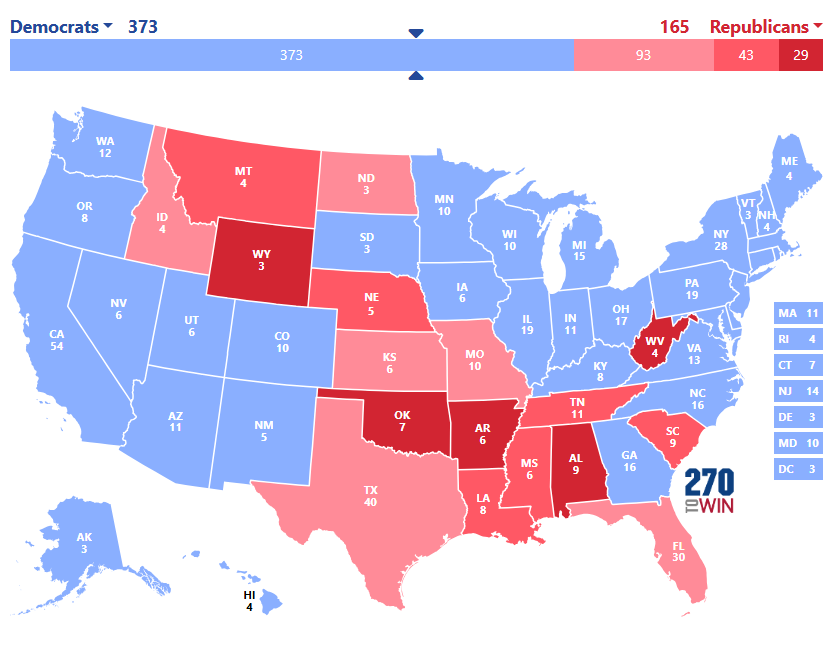 Democrats 373
165 Republicans
373 93 43 29
WA
12
OR
8
CA
54
NV
6
ID
4
MT
4
WY
3
UT
6
CO
10
AZ
11
NM
5
ND
3
SD
3
NE
5
KS
6
OK
7
TX
40
MN
10
IA
6
MO
10
AR
6
LA
8
WI
10
IL
19
MI
15
IN
11
OH
17
KY
8
TN
11
MS
6
AL
9
GA
16
FL
30
SC
9
NC
16
VA
13
WV
4
PA
19
NY
28
VT
3
NH
4
ME
4
MA 11
RI 4
CT 7
NJ 14
DE 3
MD 10
DC 3
AK
3
HI
4
270
TO WIN